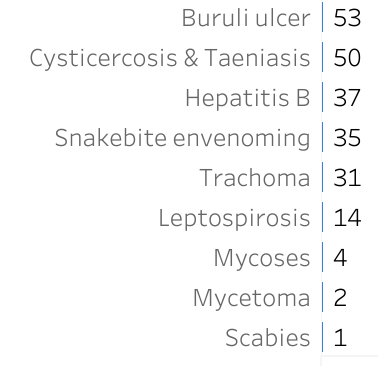 Buruli ulcer 53
Cysticercosis & Taeniasis 50
Hepatitis B 37
Snakebite envenoming 35
Trachoma 31
Leptospirosis 14
Mycoses 4
Mycetoma 2
Scabies 1